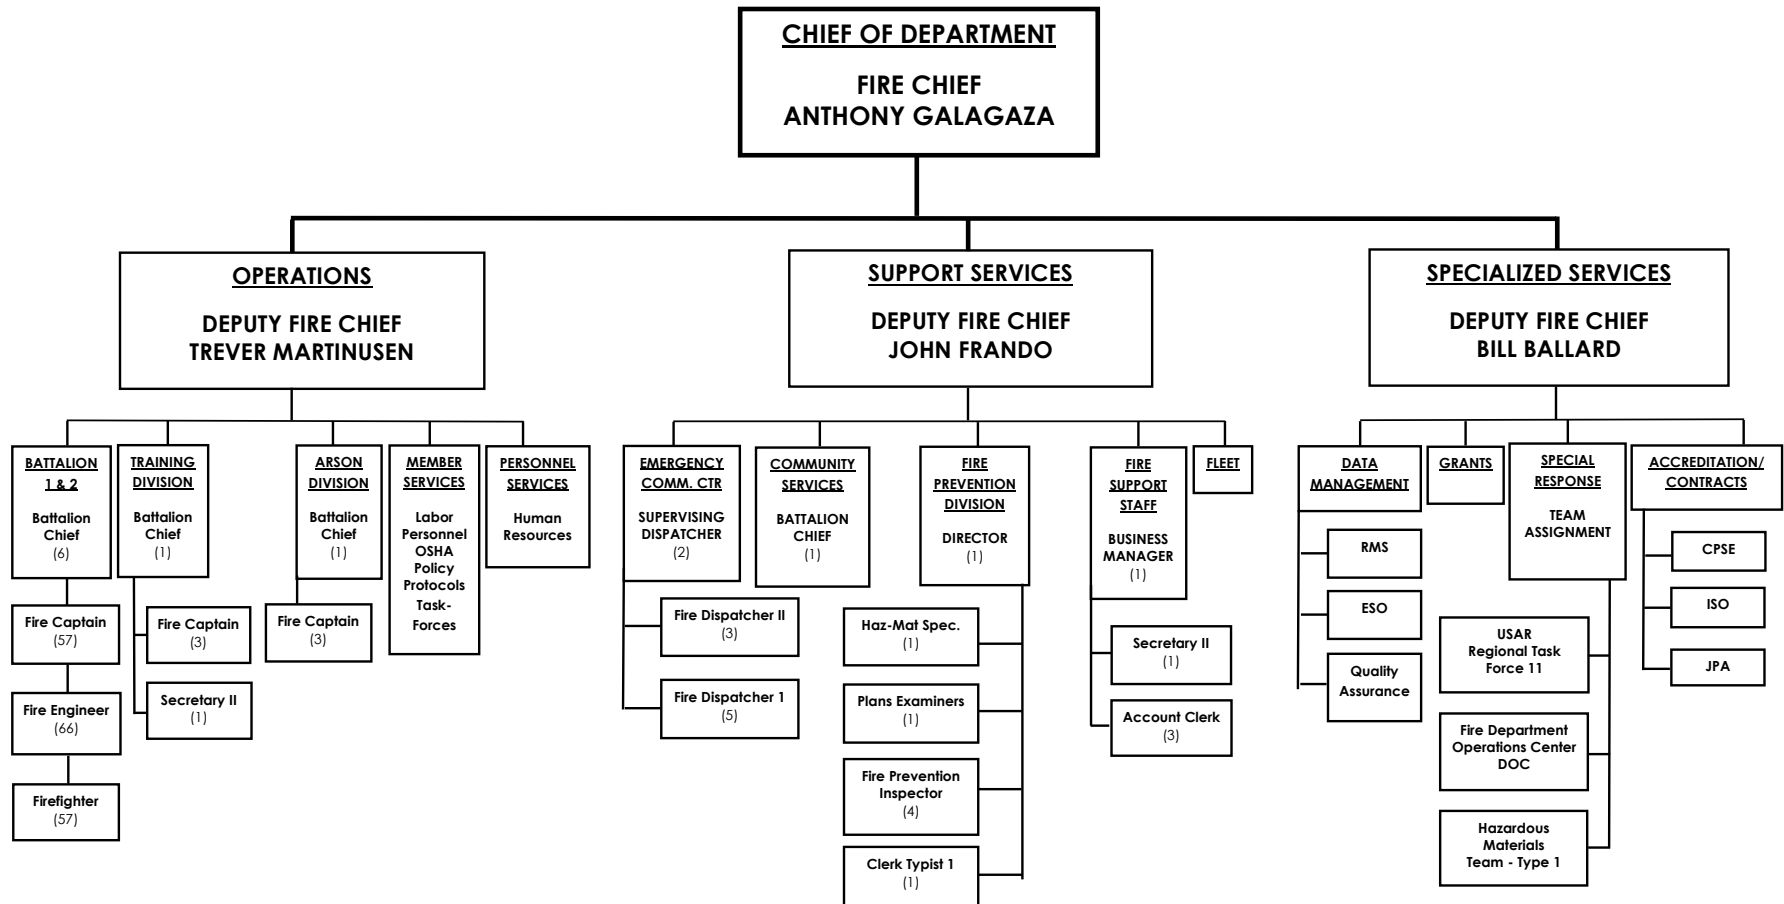 CHIEF OF DEPARTMENT
FIRE CHIEF
ANTHONY GALAGAZA
OPERATIONS
DEPUTY FIRE CHIEF
TREVER MARTINUSEN
SUPPORT SERVICES
DEPUTY FIRE CHIEF
JOHN FRANDO
SPECIALIZED SERVICES
DEPUTY FIRE CHIEF
BILL BALLARD
BATTALION
1 & 2
Battalion
Chief
(6)
Fire Captain
(57)
Fire Engineer
(66)
Firefighter
(57)
TRAINING
DIVISION
Battalion
Chief
(1)
Fire Captain
(3)
Secretary II
(1)
ARSON
DIVISION
Battalion
Chief
(1)
Fire Captain
(3)
MEMBER
SERVICES
Labor
Personnel
OSHA
Policy
Protocols
Task-
Forces
PERSONNEL
SERVICES
Human
Resources
EMERGENCY
COMM. CTR
SUPERVISING
DISPATCHER
(2)
Fire Dispatcher II
(3)
Fire Dispatcher 1
(5)
COMMUNITY
SERVICES
BATTALION
CHIEF
(1)
FIRE
PREVENTION
DIVISION
DIRECTOR
(1)
Haz-Mat Spec.
(1)
Plans Examiners
(1)
Fire Prevention
Inspector
(4)
Clerk Typist 1
(1)
FIRE
SUPPORT
STAFF
BUSINESS
MANAGER
(1)
Secretary II
(1)
Account Clerk
(3)
FLEET
DATA
MANAGEMENT
RMS
ESO
Quality
Assurance
GRANTS
SPECIAL
RESPONSE
TEAM
ASSIGNMENT
USAR
Regional Task
Force 11
Fire Department
Operations Center
DOC
Hazardous
Materials
Team - Type 1
ACCREDITATION/
CONTRACTS
CPSE
ISO
JPA